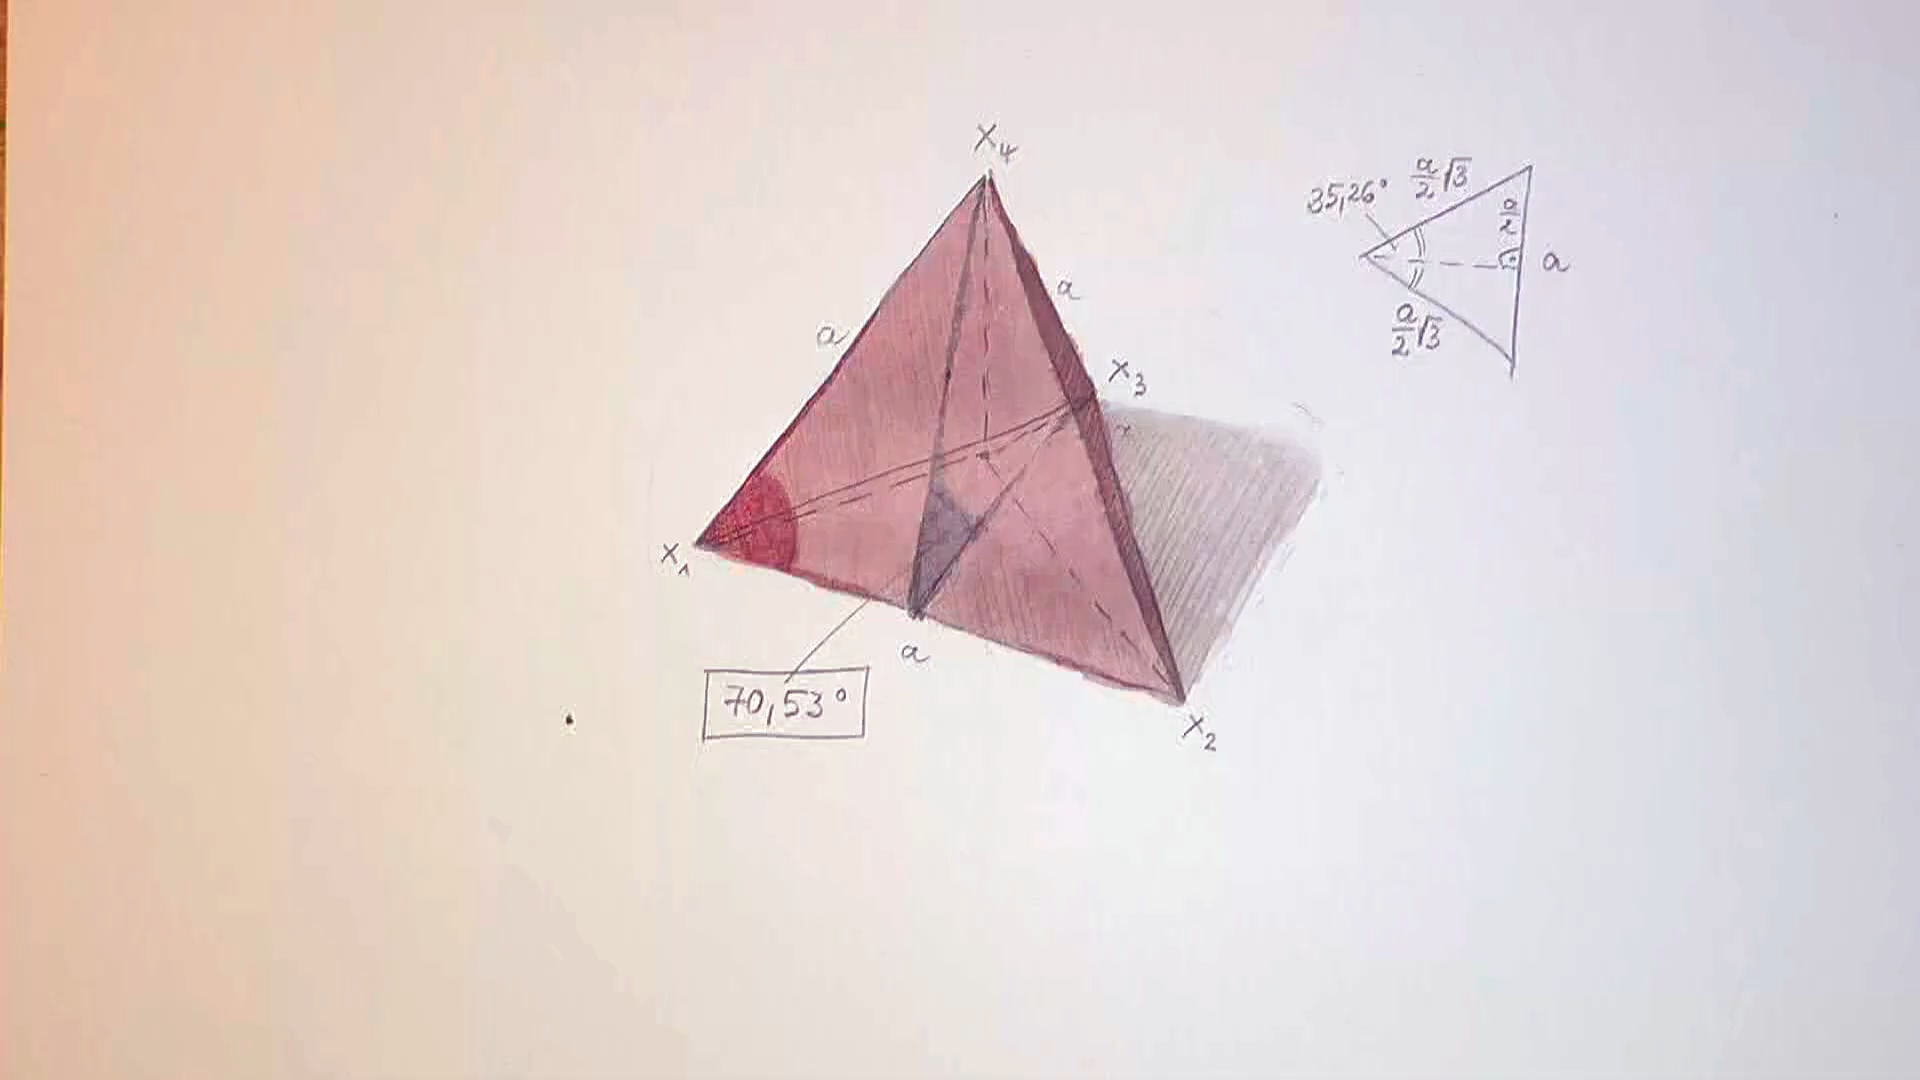 X₄
35,26°
a/2 √3
a/2
a
a/2 √3
a
a
X₃
X₁
a
70,53°
X₂